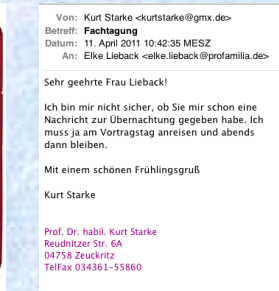 Von: Kurt Starke <kurtstarke@gmx.de>
Betreff: Fachtagung
Datum: 11. April 2011 10:42:35 MESZ
An: Elke Lieback <elke.lieback@profamilia.de>
Sehr geehrte Frau Lieback!
Ich bin mir nicht sicher, ob Sie mir schon eine
Nachricht zur Übernachtung gegeben habe. Ich
muss ja am Vortragstag anreisen und abends
dann bleiben.
Mit einem schönen Frühlingsgruß
Kurt Starke
Prof. Dr. habil. Kurt Starke
Reudnitzer Str. 6A
04758 Zeuckritz
TelFax 034361-55860